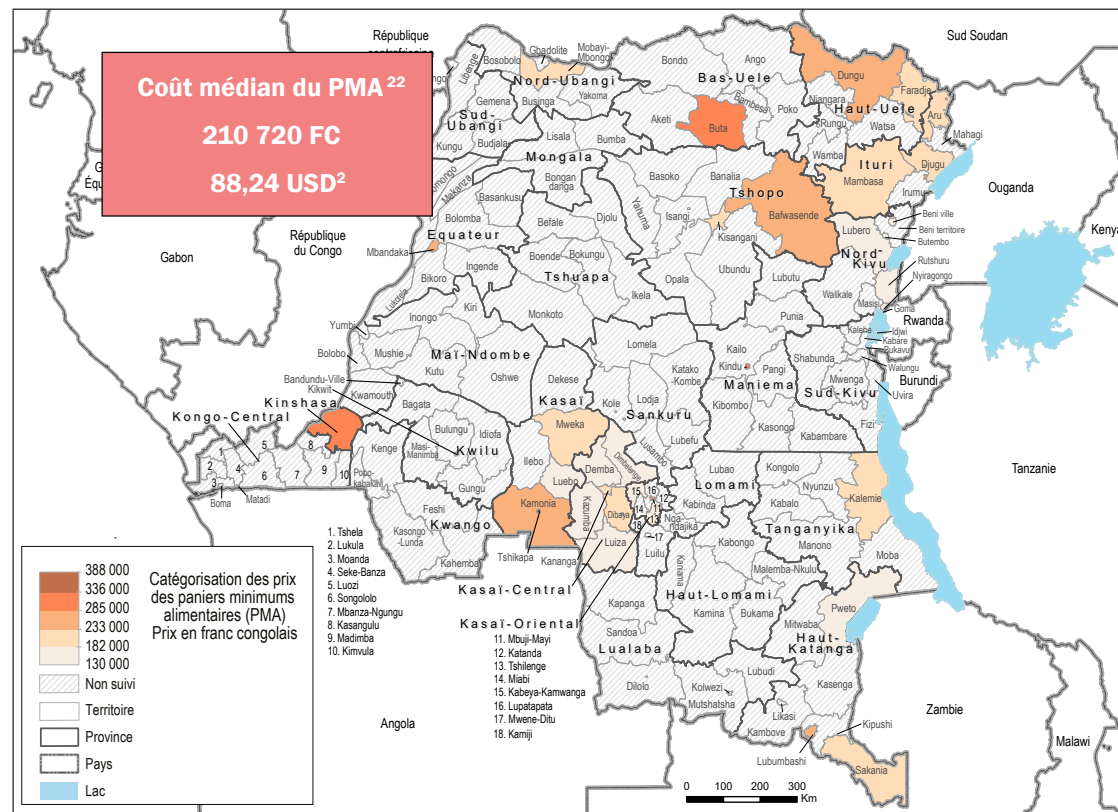 Coût médian du PMA²²
210 720 FC
88,24 USD²
République
centrafricaine
Sud Soudan
Ouganda
Kenya
Rwanda
Burundi
Tanzanie
Zambie
Malawi
Angola
Gabon
République
du Congo
Bosobolo
Gbadolite
Mobayi-
Mbongo
Libenge
Nord-Ubangi
Gemena
Businga
Yakoma
Sud-
Ubangi
Kungu
Budjala
Lisala
Bumba
Mongala
Bongan
danga
Makanza
Basankusu
Bolomba
Equateur
Mbandaka
Bikoro
Ingende
Lukolela
Befale
Djolu
Boende
Bokungu
Tshuapa
Monkoto
Ikela
Bondo
Ango
Bas-Uele
Bambesa
Poko
Aketi
Buta
Dungu
Faradje
Niangara
Haut-Uele
Rungu
Watsa
Wamba
Aru
Mahagi
Ituri
Djugu
Mambasa
Irumu
Basoko
Banalia
Tshopo
Yahuma
Isangi
Bafwasende
Kisangani
Opala
Ubundu
Lubutu
Lubero
Nord-
Kivu
Beni ville
Beni territoire
Butembo
Rutshuru
Nyiragongo
Walikale
Masisi
Goma
Punia
Kalehe
Idjwi
Kabare
Bukavu
Walungu
Shabunda
Mwenga
Sud-Kivu
Uvira
Fizi
Kailo
Kindu
Pangi
Maniema
Kibombo
Kasongo
Kabambare
Yumbi
Inongo
Kiri
Bolobo
Mushie
Maï-Ndombe
Kutu
Oshwe
Bandundu-Ville
Kikwit
Kwamouth
Kinshasa
Kongo-Central
Bagata
Bulungu
Idiofa
Masi-
Manimba
Kwilu
Gungu
Kenge
Popo-
kabaka
Feshi
Kwango
Kasongo
-Lunda
Kahemba
Boma
Matadi
1
2
3
4
5
6
7
8
9
10
Lomela
Katako
-Kombe
Dekese
Kasaï
Kole
Lodja
Sankuru
Lusambo
Lubefu
Mweka
Ilebo
Luebo
Demba
Dimbelenge
Kamonia
Kazumba
Dibaya
Luiza
Tshikapa
Kananga
Kasaï-Central
Kasaï-Oriental
15
16
12
14
11
13
18
17
Lubao
Lomami
Kabinda
Nga
ndajika
Luilu
Kaniama
Kongolo
Nyunzu
Kalemie
Kabalo
Tanganyika
Manono
Moba
Kabongo
Malemba-Nkulu
Haut-Lomami
Kamina
Bukama
Kapanga
Sandoa
Lualaba
Dilolo
Kolwezi
Mutshatsha
Lubudi
Pweto
Mitwaba
Haut-
Katanga
Kasenga
Likasi
Kambove
Kipushi
Lubumbashi
Sakania
388 000
336 000
285 000
233 000
182 000
130 000
Catégorisation des prix
des paniers minimums
alimentaires (PMA)
Prix en franc congolais
Non suivi
Territoire
Province
Pays
Lac
1. Tshela
2. Lukula
3. Moanda
4. Seke-Banza
5. Luozi
6. Songololo
7. Mbanza-Ngungu
8. Kasangulu
9. Madimba
10. Kimvula
11. Mbuji-Mayi
12. Katanda
13. Tshilenge
14. Miabi
15. Kabeya-Kamwanga
16. Lupatapata
17. Mwene-Ditu
18. Kamiji
0 100 200 300
Km